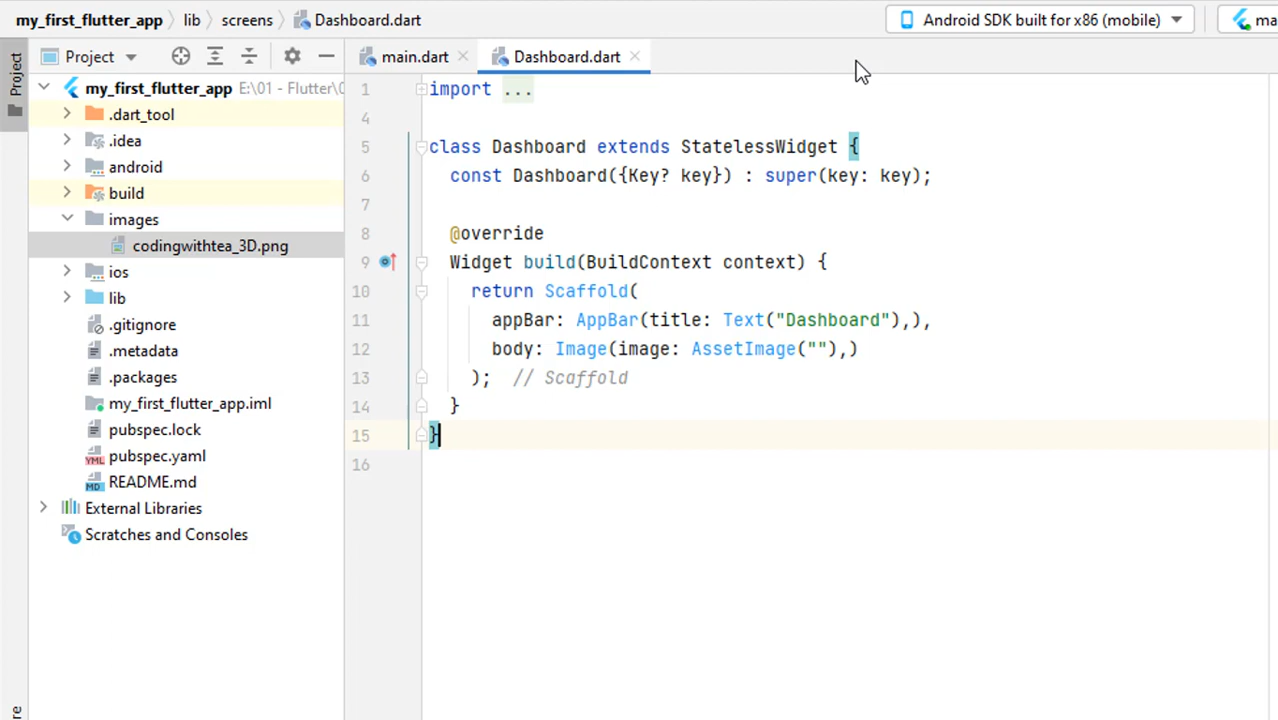 my_first_flutter_app lib screens Dashboard.dart Android SDK built for x86 (mobile)
Project
Project
main.dart Dashboard.dart
my_first_flutter_app E:\01 - Flutter\
.dart_tool
.idea
android
build
images
codingwithtea_3D.png
ios
lib
.gitignore
.metadata
.packages
my_first_flutter_app.iml
pubspec.lock
pubspec.yaml
README.md
External Libraries
Scratches and Consoles
1 import ...
4
5 class Dashboard extends StatelessWidget {
6 const Dashboard({Key? key}) : super(key: key);
7
8 @override
9 Widget build(BuildContext context) {
10 return Scaffold(
11 appBar: AppBar(title: Text("Dashboard"),),
12 body: Image(image: AssetImage(""),)
13 ); // Scaffold
14 }
15 }
16